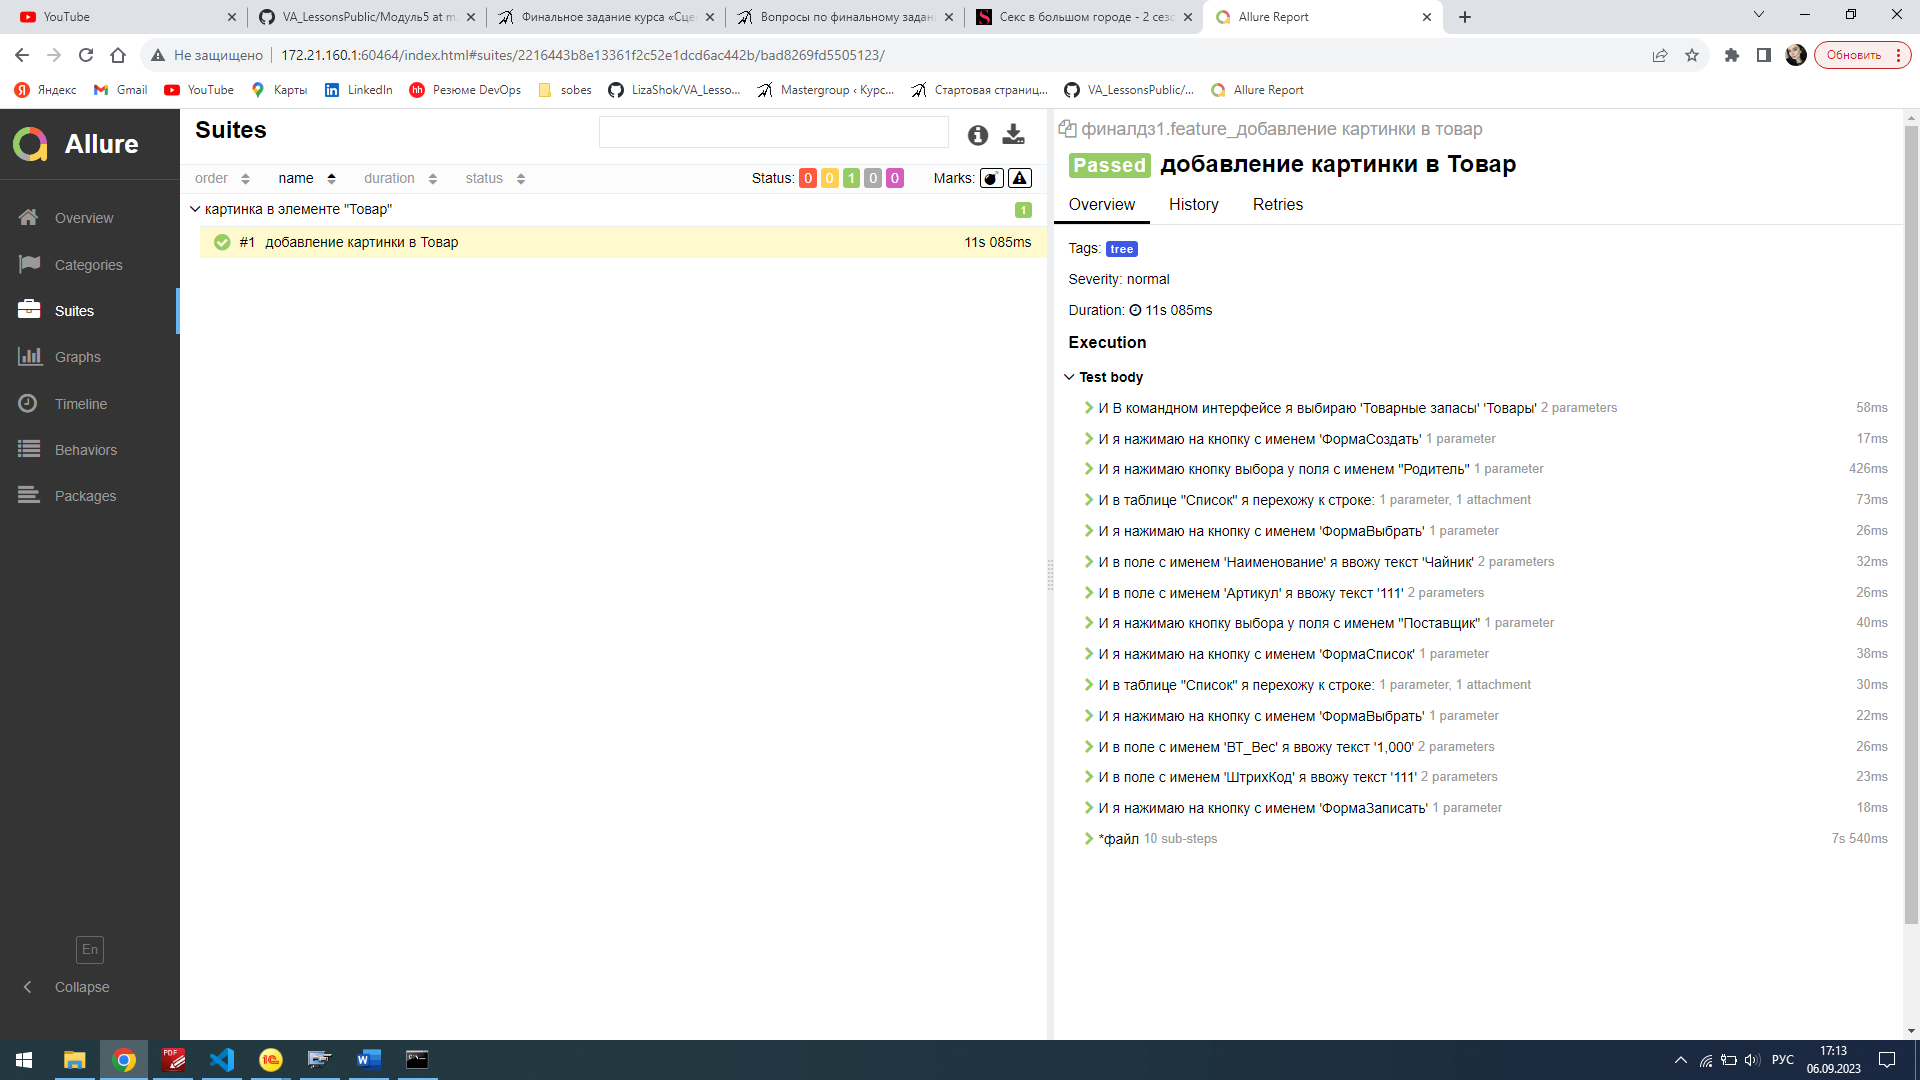 YouTube
VA_LessonsPublic/Модуль5 at m
Финальное задание курса «Сце
Вопросы по финальному задан
Секс в большом городе - 2 сезо
Allure Report
Не защищено
172.21.160.1:60464/index.html#suites/2216443b8e13361f2c52e1dcd6ac442b/bad8269fd5505123/
Обновить
Яндекс
Gmail
YouTube
Карты
LinkedIn
Резюме DevOps
sobes
LizaShok/VA_Lesso...
Mastergroup ‹ Курс...
Стартовая страниц...
VA_LessonsPublic/...
Allure Report
Allure
Overview
Categories
Suites
Graphs
Timeline
Behaviors
Packages
En
Collapse
Suites
order name duration status
Status: 0 0 1 0 0 Marks:
картинка в элементе "Товар" 1
#1 добавление картинки в Товар 11s 085ms
финалдз1.feature_добавление картинки в товар
Passed добавление картинки в Товар
Overview History Retries
Tags: tree
Severity: normal
Duration: 11s 085ms
Execution
Test body
И В командном интерфейсе я выбираю 'Товарные запасы' 'Товары' 2 parameters 58ms
И я нажимаю на кнопку с именем 'ФормаСоздать' 1 parameter 17ms
И я нажимаю кнопку выбора у поля с именем "Родитель" 1 parameter 426ms
И в таблице "Список" я перехожу к строке: 1 parameter, 1 attachment 73ms
И я нажимаю на кнопку с именем 'ФормаВыбрать' 1 parameter 26ms
И в поле с именем 'Наименование' я ввожу текст 'Чайник' 2 parameters 32ms
И в поле с именем 'Артикул' я ввожу текст '111' 2 parameters 26ms
И я нажимаю кнопку выбора у поля с именем "Поставщик" 1 parameter 40ms
И я нажимаю на кнопку с именем 'ФормаСписок' 1 parameter 38ms
И в таблице "Список" я перехожу к строке: 1 parameter, 1 attachment 30ms
И я нажимаю на кнопку с именем 'ФормаВыбрать' 1 parameter 22ms
И в поле с именем 'ВТ_Вес' я ввожу текст '1,000' 2 parameters 26ms
И в поле с именем 'ШтрихКод' я ввожу текст '111' 2 parameters 23ms
И я нажимаю на кнопку с именем 'ФормаЗаписать' 1 parameter 18ms
*файл 10 sub-steps 7s 540ms
РУС
17:13
06.09.2023